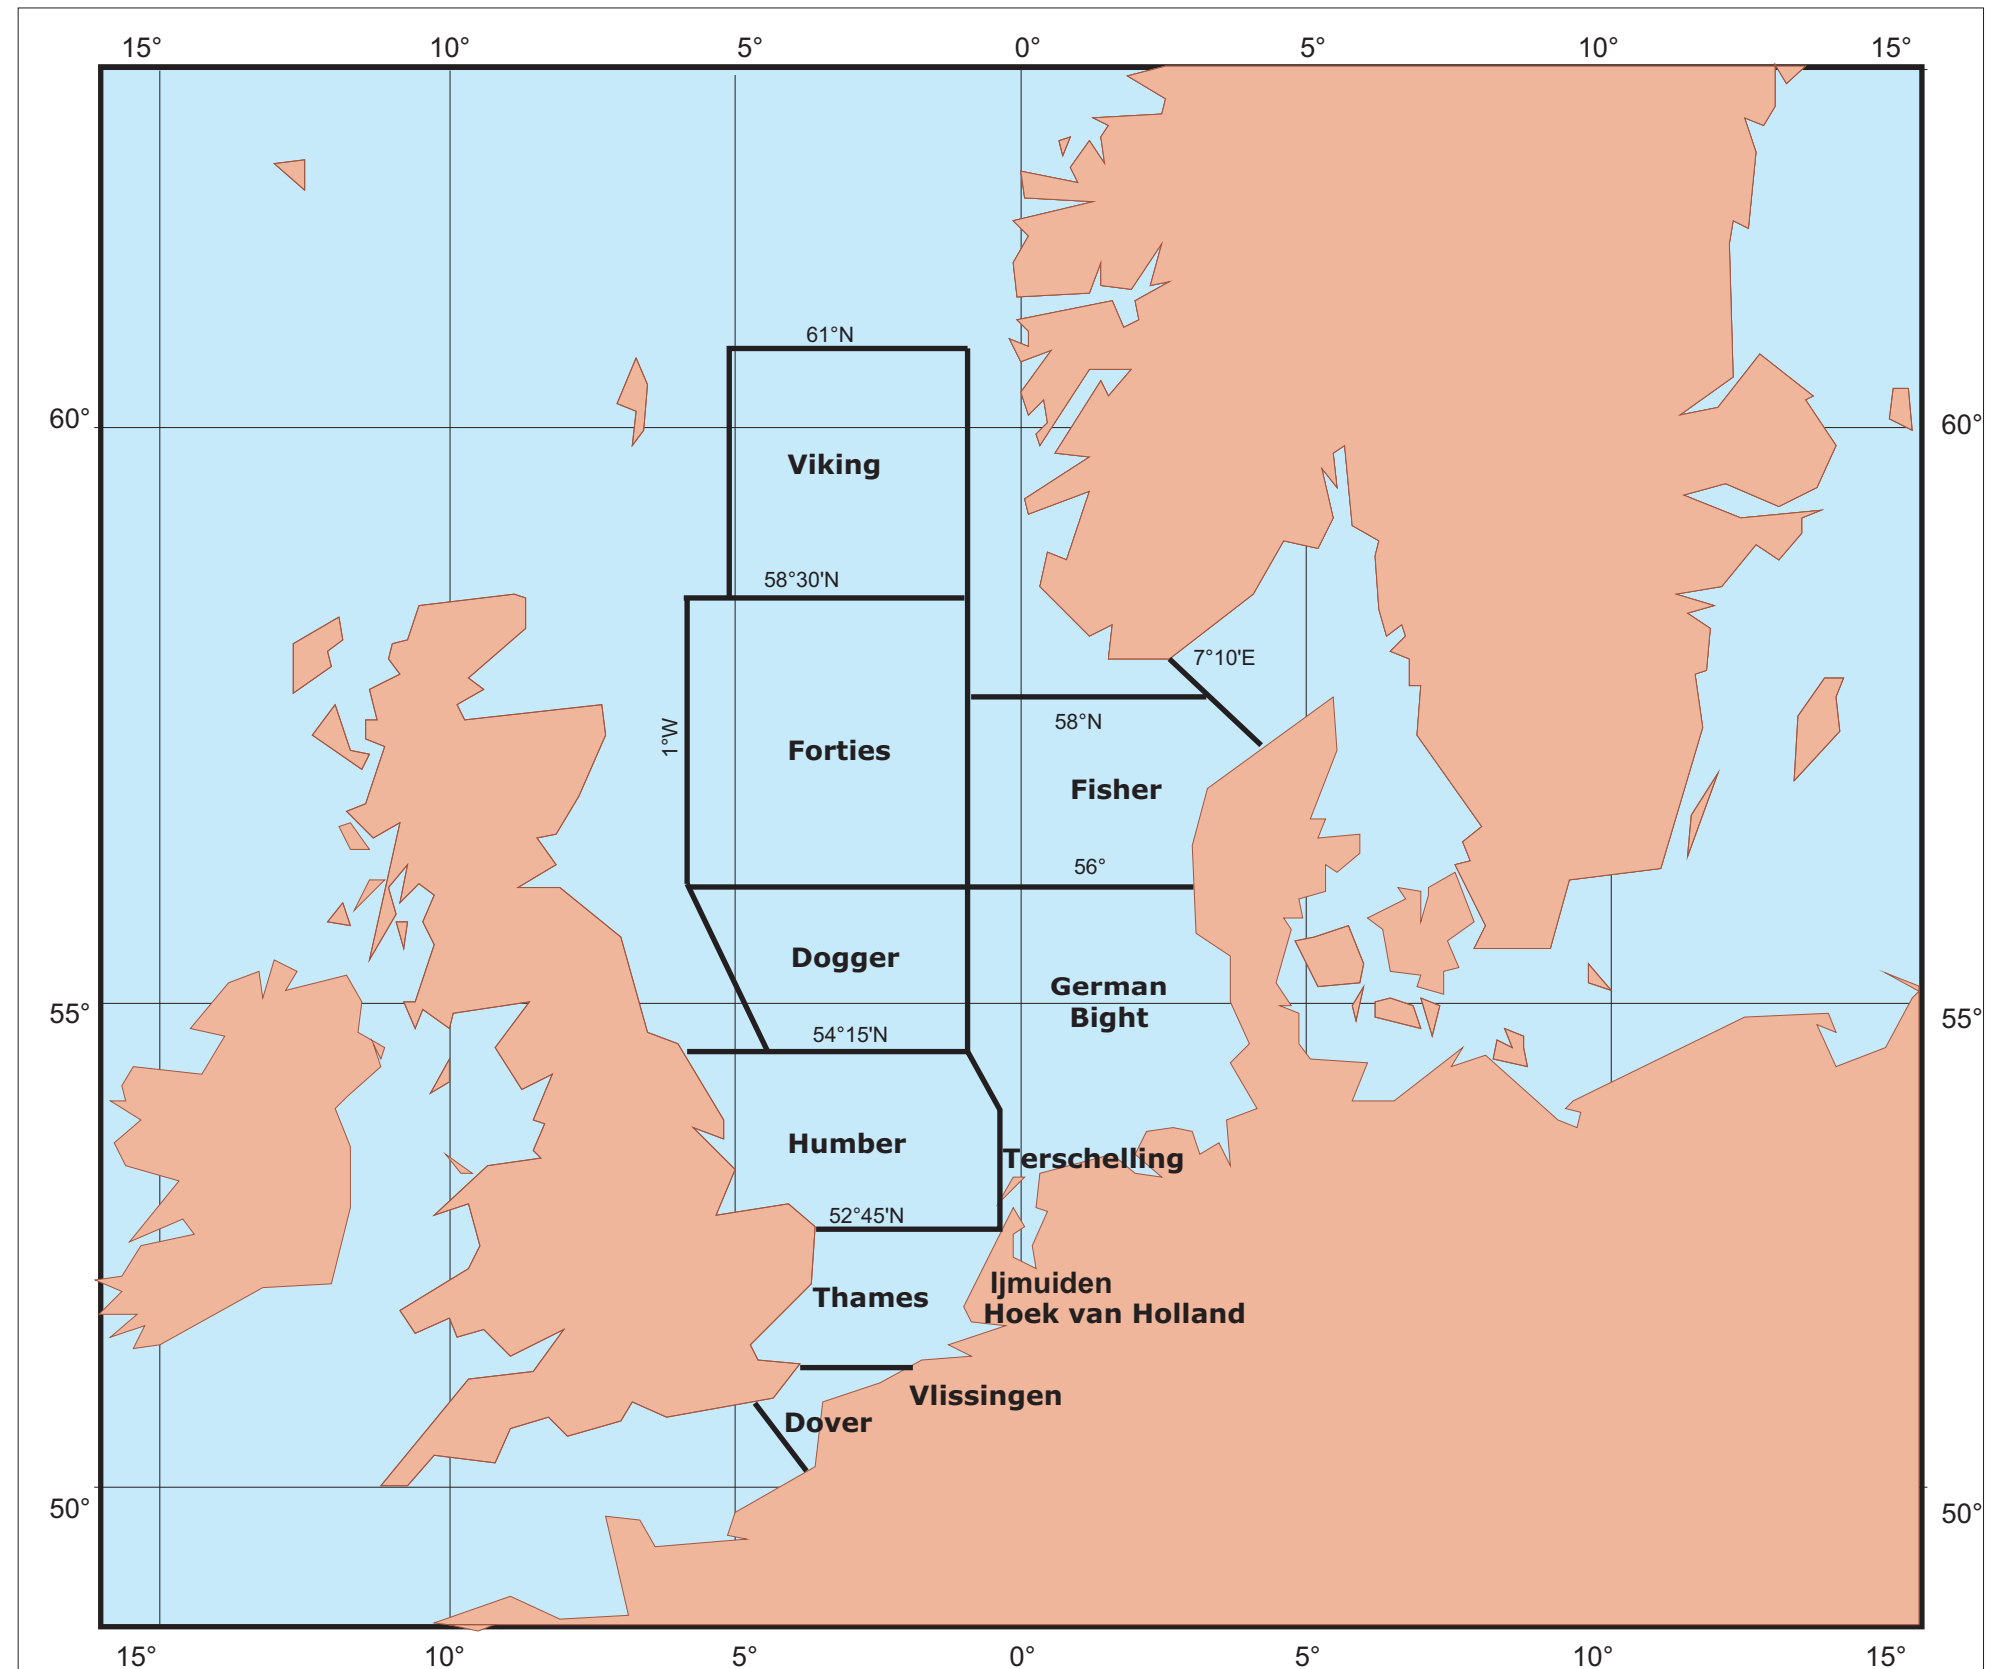 15° 10° 5° 0° 5° 10° 15°
61°N
60° 60°
Viking
58°30'N
7°10'E
58°N
1°W
Forties
Fisher
56°
Dogger
German
Bight
55° 55°
54°15'N
Humber
Terschelling
52°45'N
Ijmuiden
Thames
Hoek van Holland
Vlissingen
Dover
50° 50°
15° 10° 5° 0° 5° 10° 15°